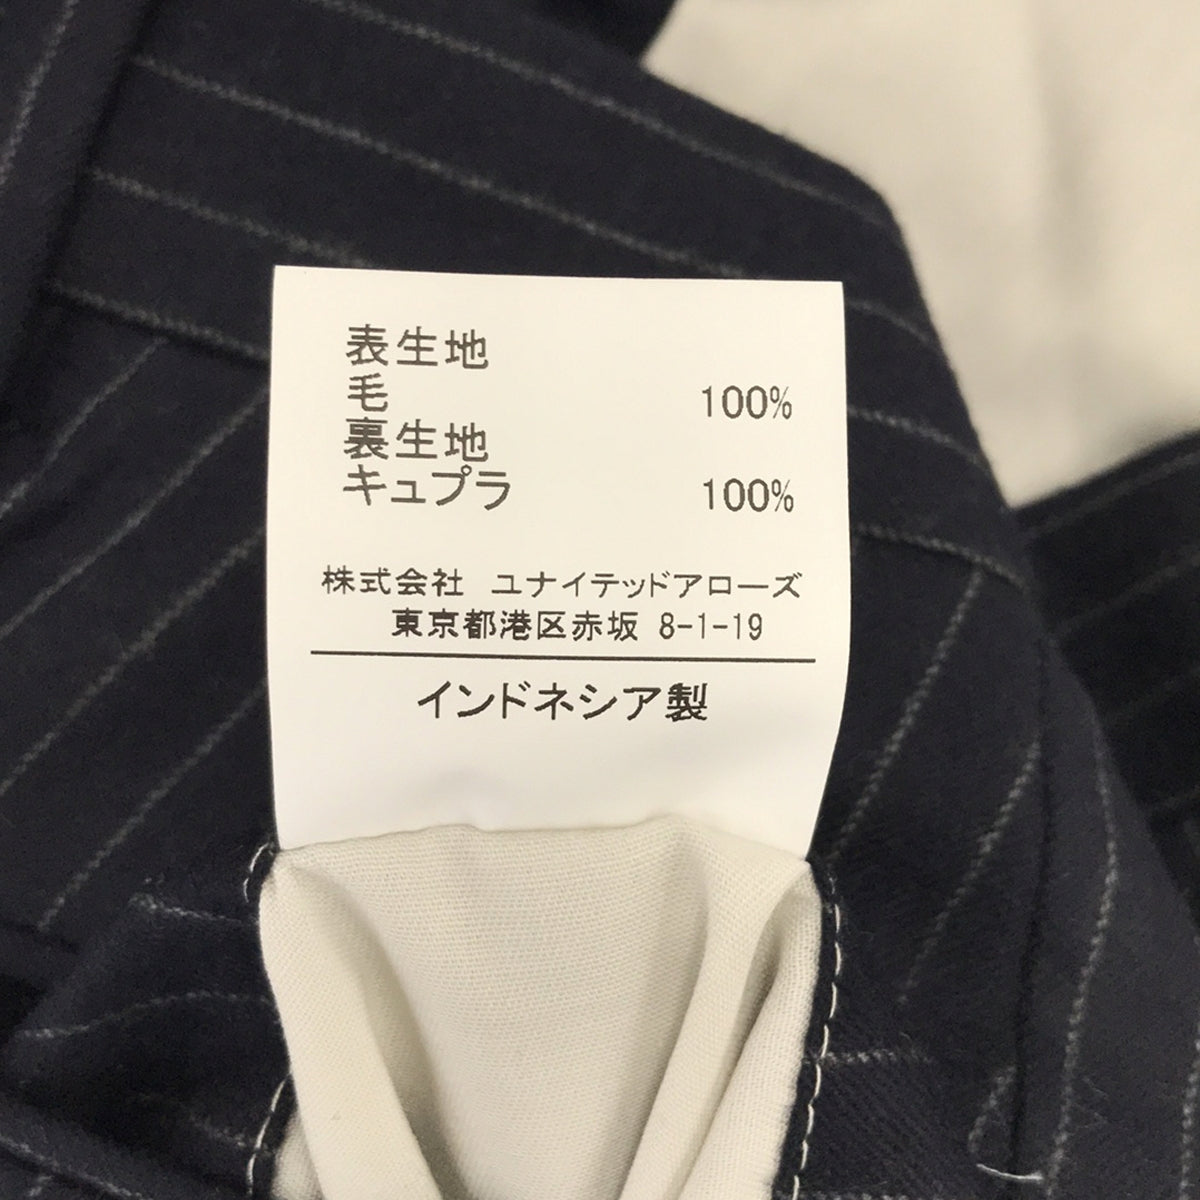 表生地
毛 100%
裏生地
キュプラ 100%
株式会社 ユナイテッドアローズ
東京都港区赤坂 8-1-19
インドネシア製